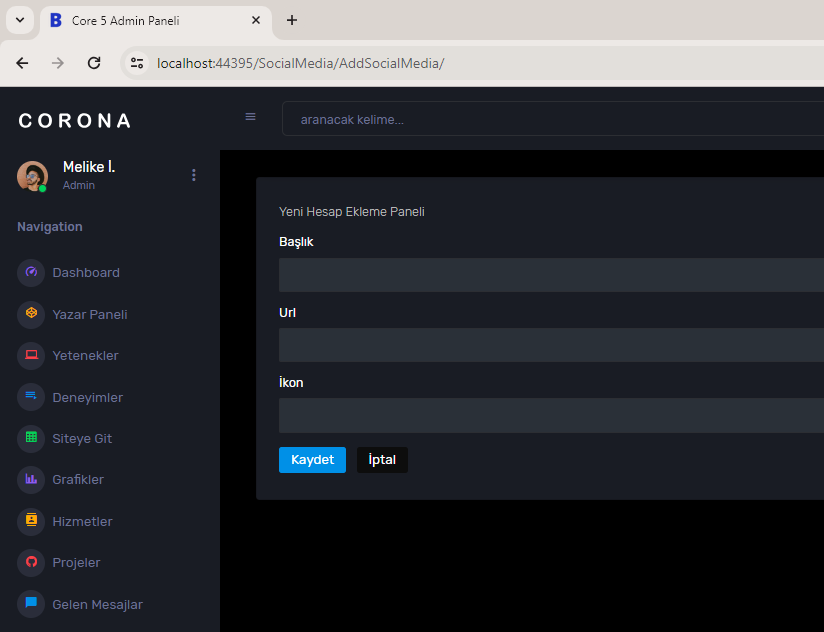 Core 5 Admin Paneli
localhost:44395/SocialMedia/AddSocialMedia/
CORONA
aranacak kelime...
Melike İ.
Admin
Navigation
Dashboard
Yazar Paneli
Yetenekler
Deneyimler
Siteye Git
Grafikler
Hizmetler
Projeler
Gelen Mesajlar
Yeni Hesap Ekleme Paneli
Başlık
Url
İkon
Kaydet İptal